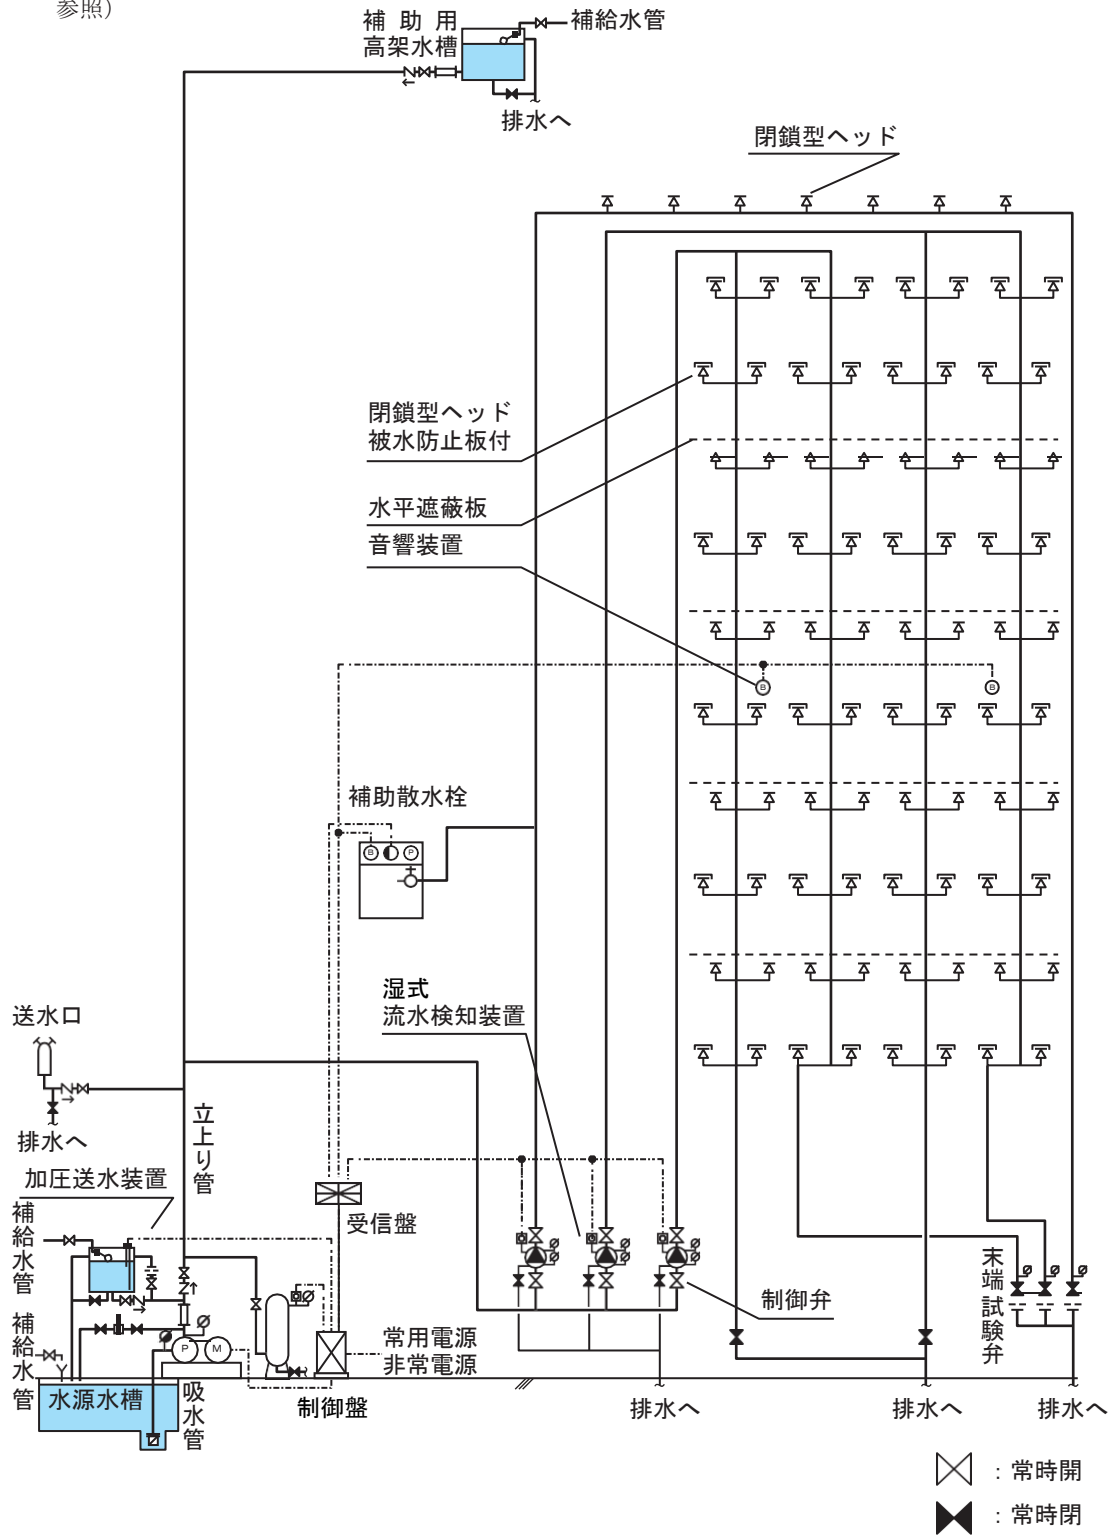 参照）
補助用
高架水槽
補給水管
排水へ
閉鎖型ヘッド
閉鎖型ヘッド
被水防止板付
水平遮蔽板
音響装置
B
B
補助散水栓
B
P
湿式
流水検知装置
送水口
排水へ
立上り管
加圧送水装置
補給水管
受信盤
制御弁
末端試験弁
補給水管
P
M
常用電源
非常電源
水源水槽
吸水管
制御盤
排水へ
排水へ
排水へ
：常時開
：常時閉